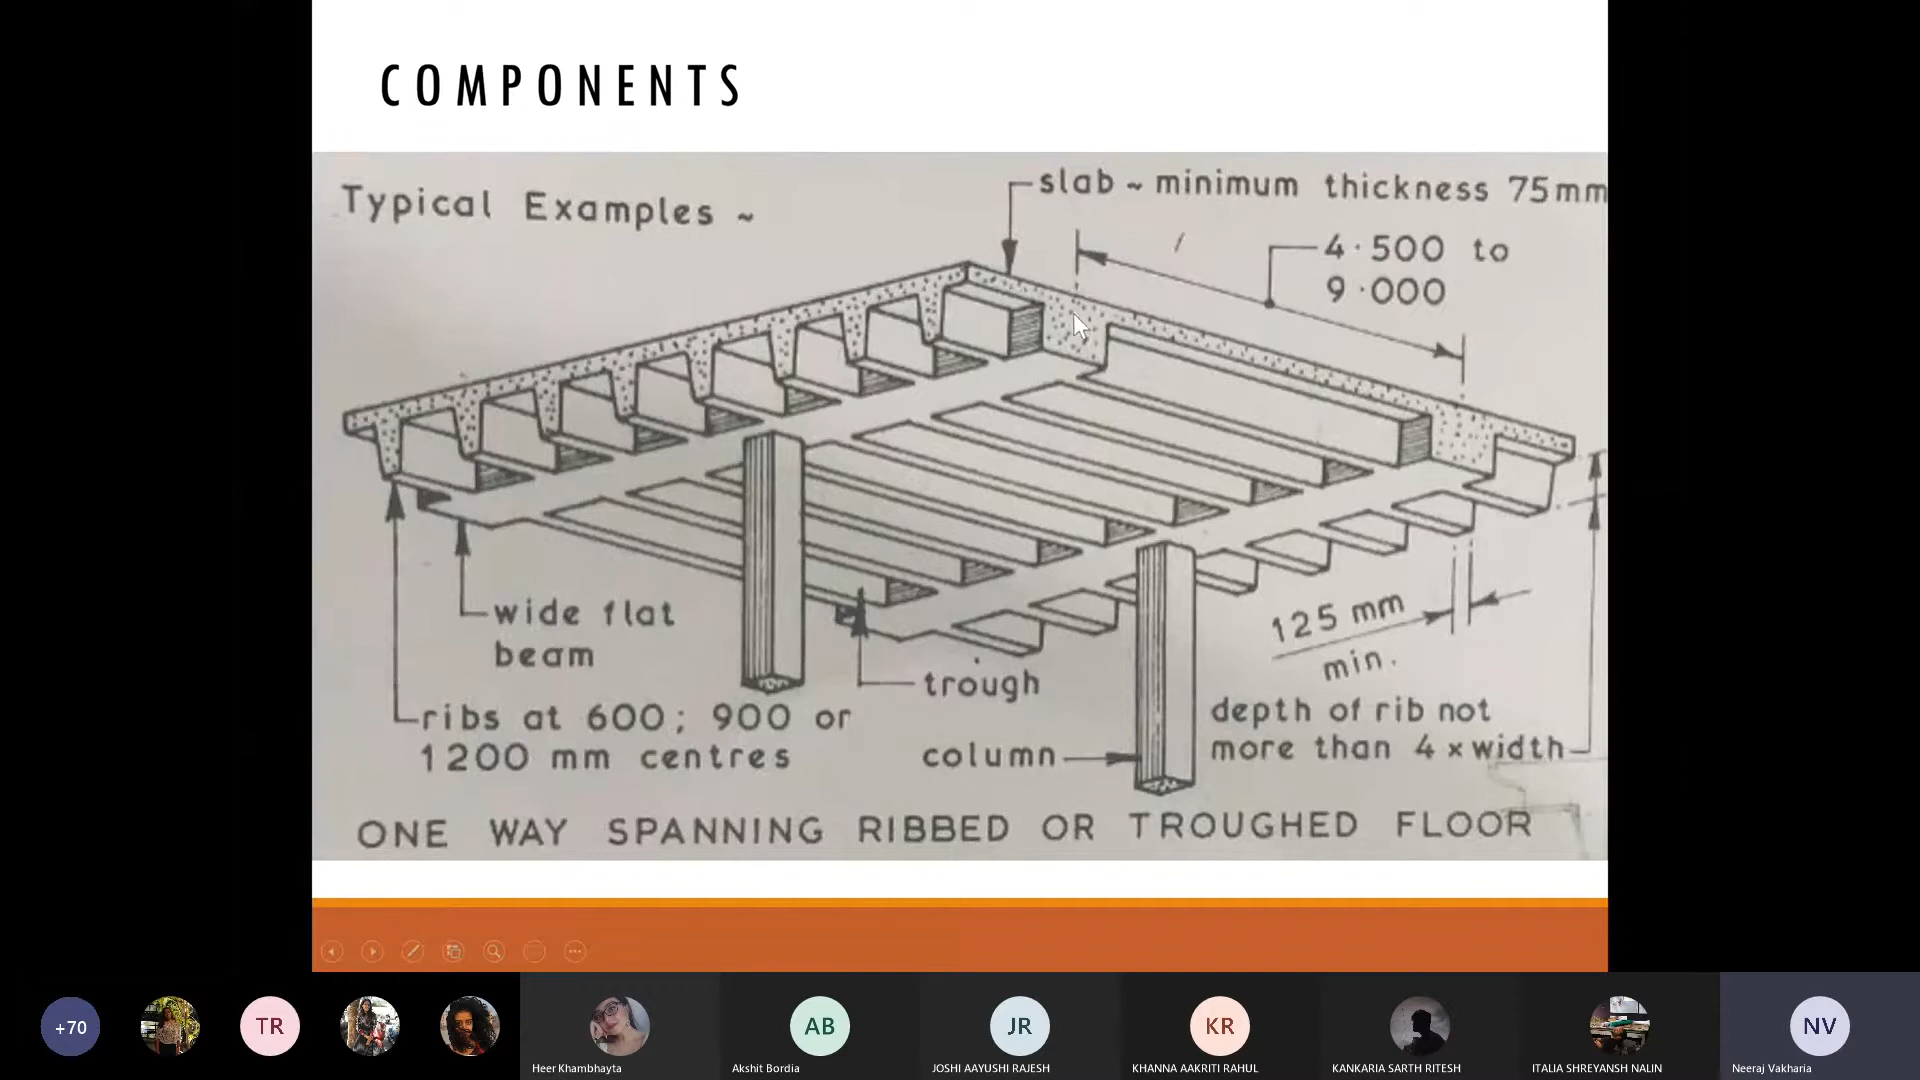 COMPONENTS
Typical Examples ~
slab ~ minimum thickness 75mm
4·500 to
9·000
wide flat
beam
trough
125 mm
min.
ribs at 600; 900 or
1200 mm centres
column
depth of rib not
more than 4 x width
ONE WAY SPANNING RIBBED OR TROUGHED FLOOR
+70
TR
AB
JR
KR
NV
Heer Khambhayta
Akshit Bordia
JOSHI AAYUSHI RAJESH
KHANNA AAKRITI RAHUL
KANKARIA SARTH RITESH
ITALIA SHREYANSH NALIN
Neeraj Vakharia